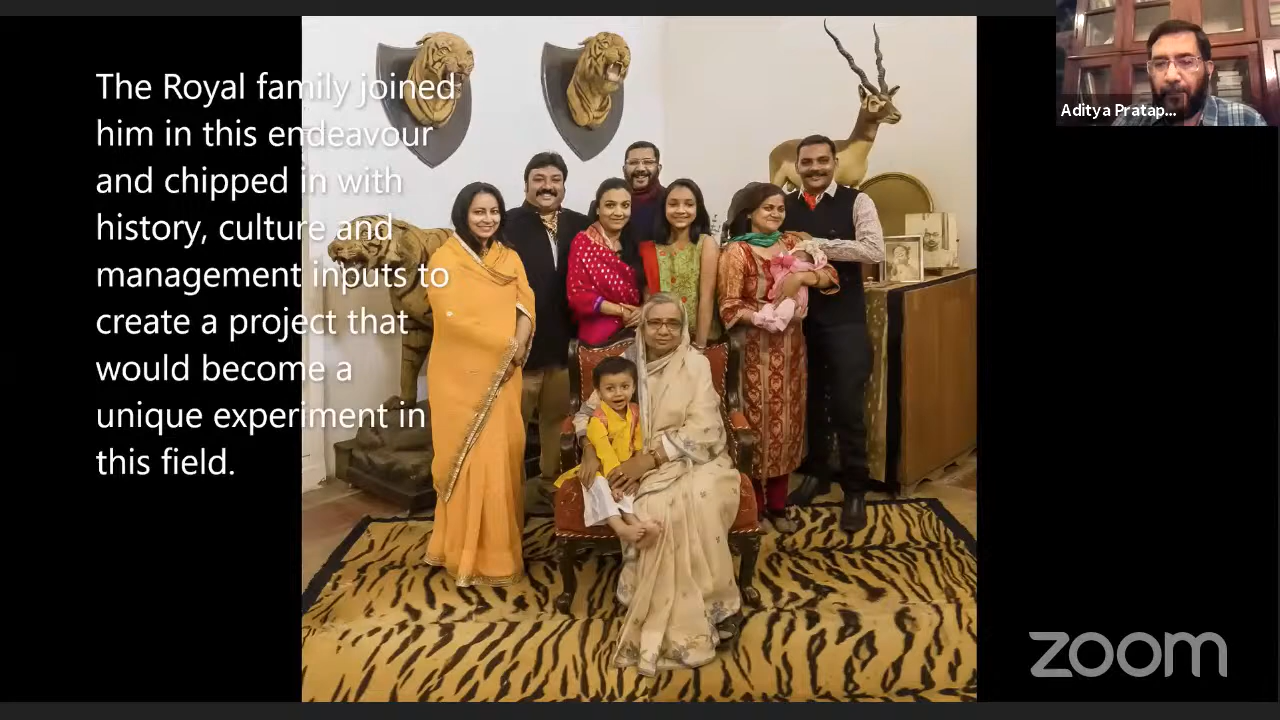 The Royal family joined
him in this endeavour
and chipped in with
history, culture and
management inputs to
create a project that
would become a
unique experiment in
this field.
Aditya Pratap...
zoom